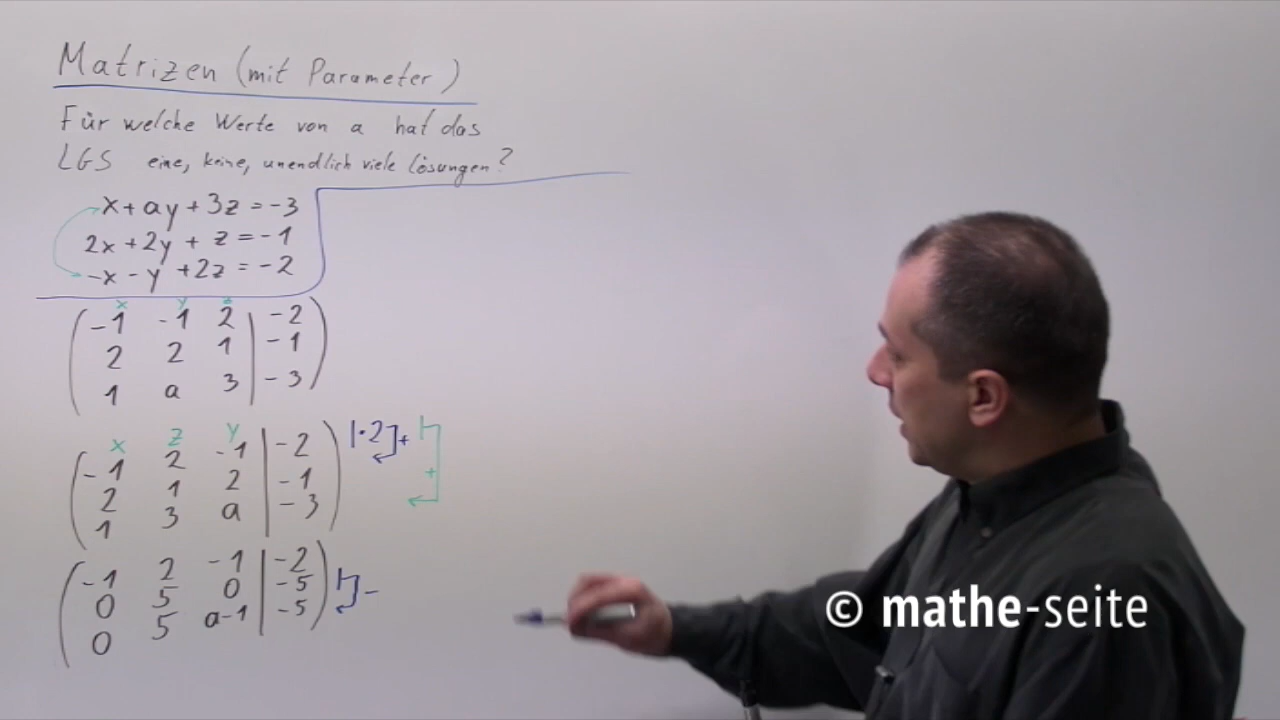 Matrizen (mit Parameter)
Für welche Werte von a hat das
LGS eine, keine, unendlich viele Lösungen?
x + ay + 3z = -3
2x + 2y + z = -1
-x - y + 2z = -2
x y z
-1 -1 2 | -2
2 2 1 | -1
1 a 3 | -3
x z y
-1 2 -1 | -2 |·2 +
2 1 2 | -1 +
1 3 a | -3
-1 2 -1 | -2
0 5 0 | -5 -
0 5 a-1 | -5
© mathe-seite